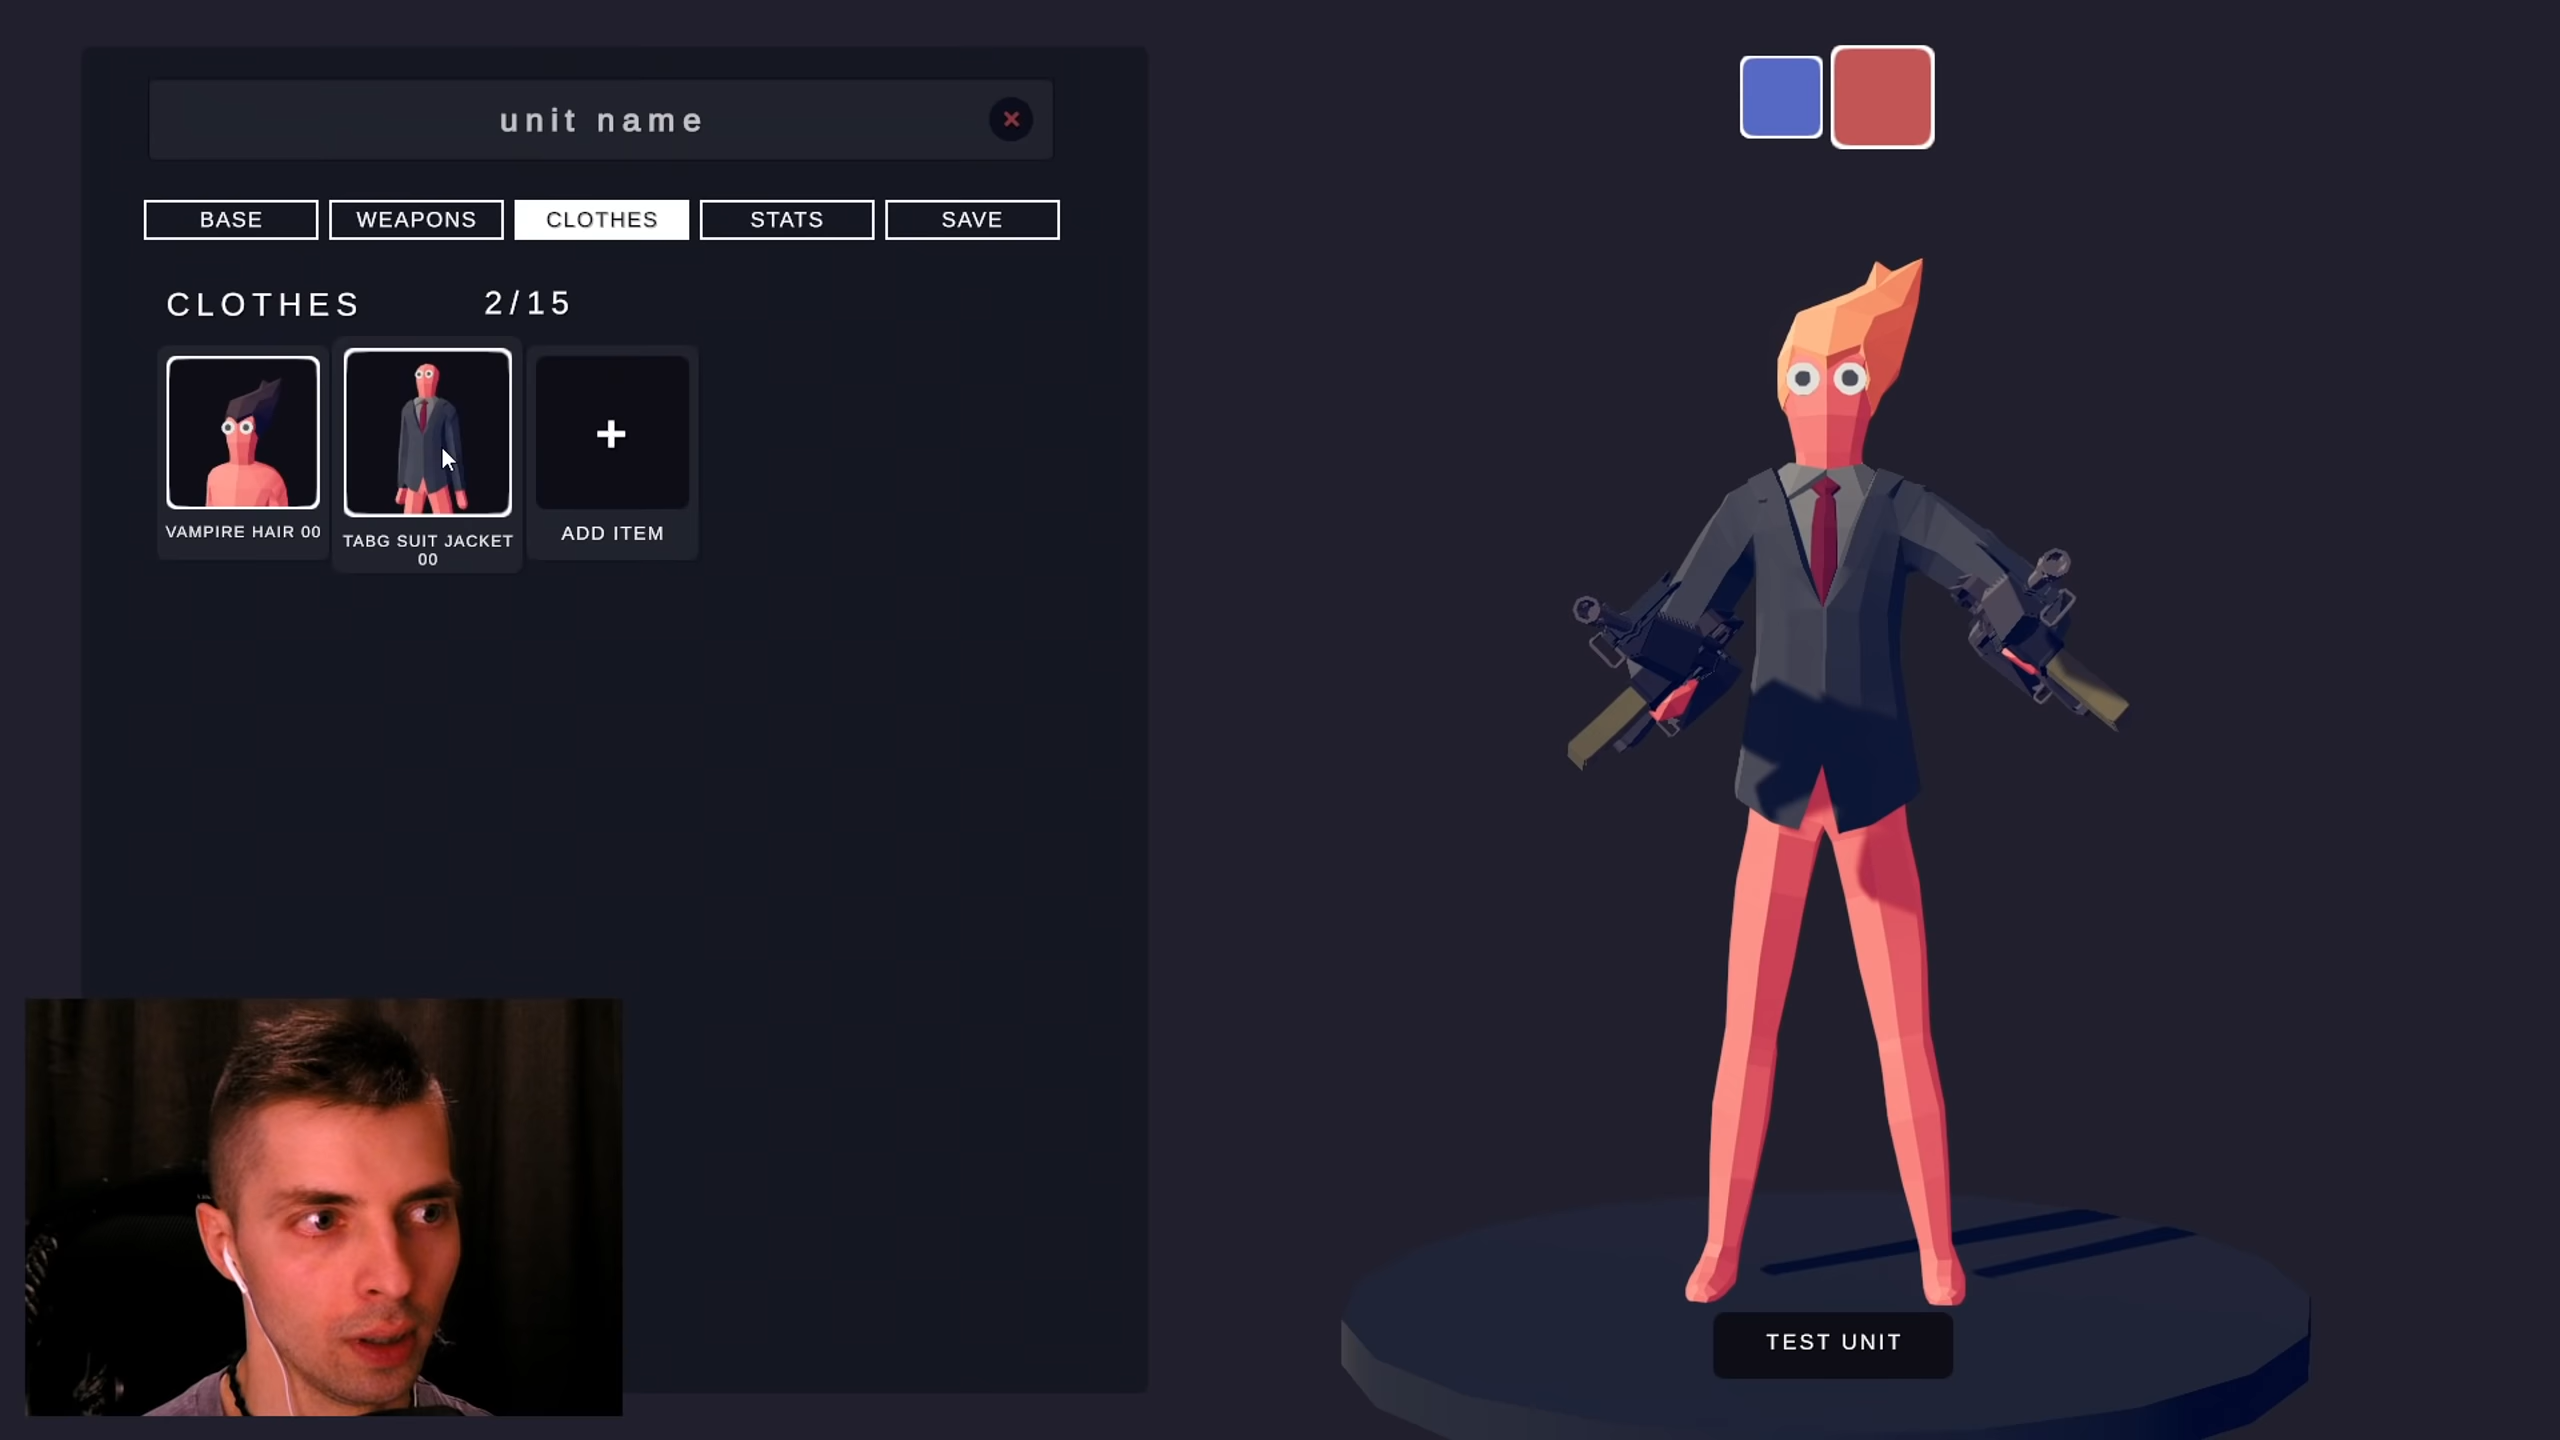 unit name
BASE WEAPONS CLOTHES STATS SAVE
CLOTHES 2/15
VAMPIRE HAIR 00
TABG SUIT JACKET
00
ADD ITEM
TEST UNIT